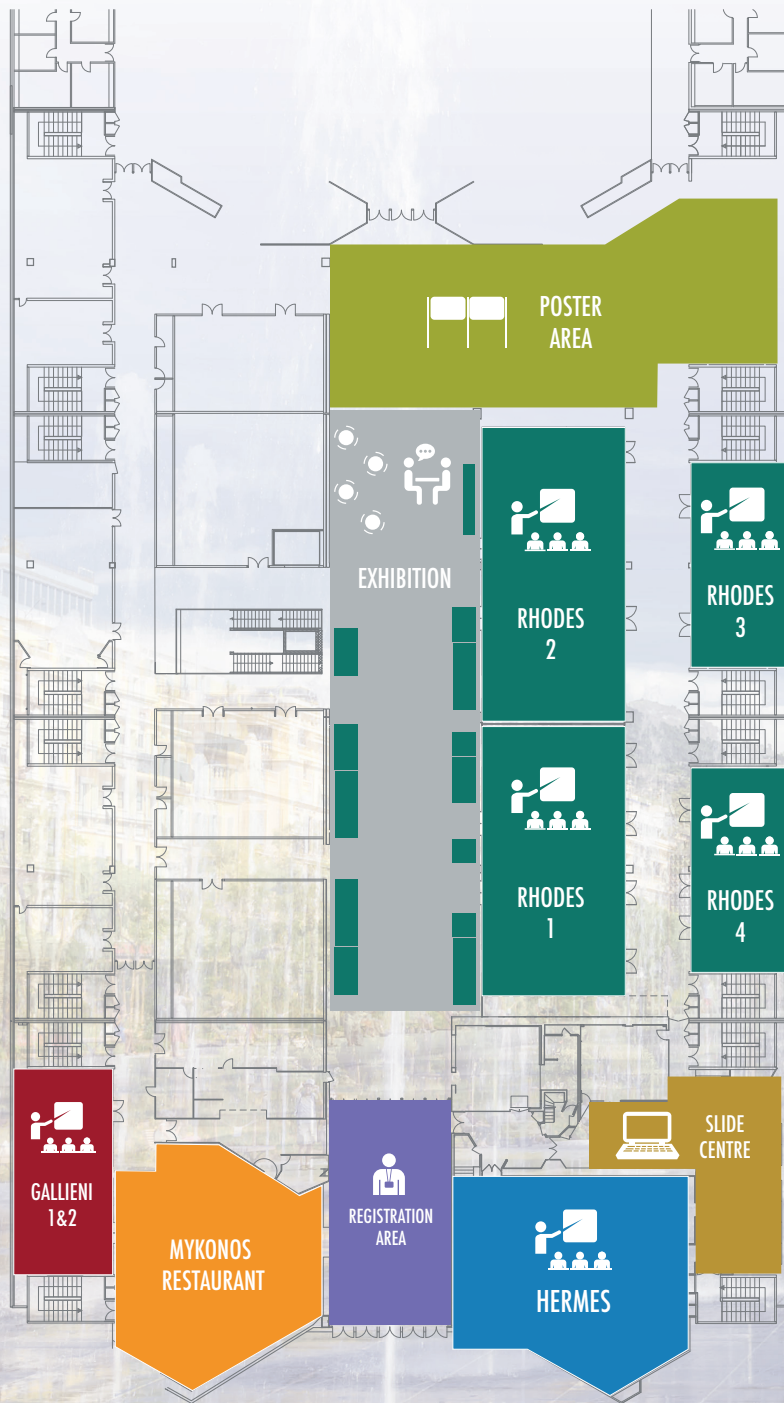 POSTER
AREA
EXHIBITION
RHODES
2
RHODES
3
RHODES
1
RHODES
4
SLIDE
CENTRE
GALLIENI
1&2
REGISTRATION
AREA
MYKONOS
RESTAURANT
HERMES